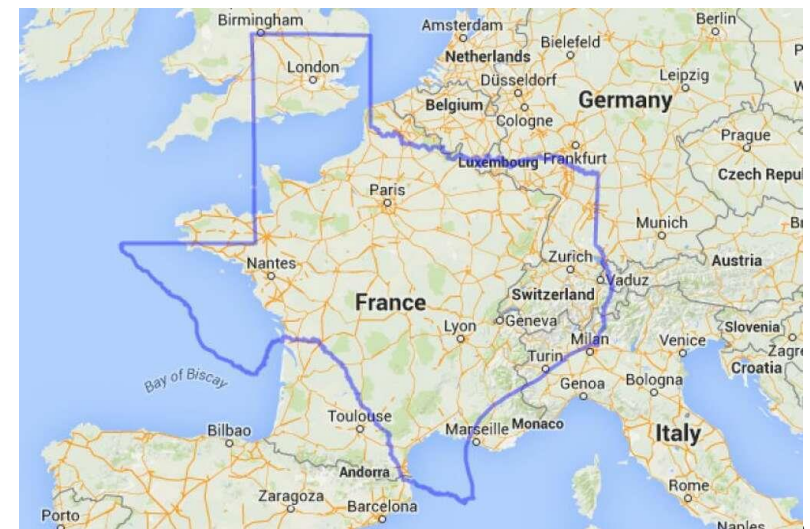 Birmingham
Amsterdam
Berlin
Netherlands
Bielefeld
London
Düsseldorf
Leipzig
Belgium
Germany
Cologne
Prague
Luxembourg
Frankfurt
Czech Repu
Paris
Munich
Nantes
Zurich
Austria
Vaduz
Switzerland
France
Geneva
Slovenia
Lyon
Milan
Venice
Zagre
Turin
Croatia
Bay of Biscay
Genoa
Bologna
Toulouse
Marseille
Monaco
Bilbao
Italy
Andorra
Zaragoza
Barcelona
Rome
Porto
Naples